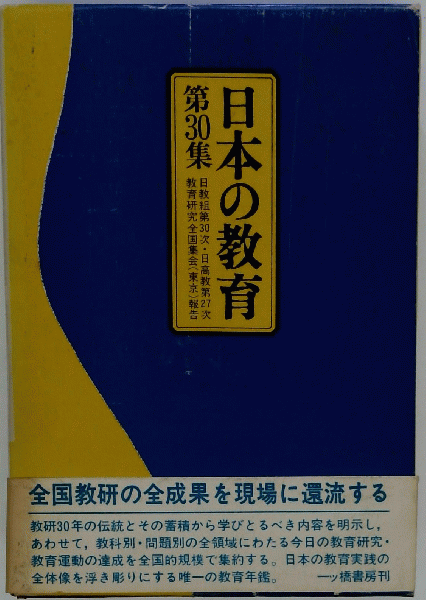 日本の教育
第30集
日教組第30次・日高教第27次
教育研究全国集会〈東京〉報告
全国教研の全成果を現場に還流する
教研30年の伝統とその蓄積から学びとるべき内容を明示し，
あわせて，教科別・問題別の全領域にわたる今日の教育研究・
教育運動の達成を全国的規模で集約する。日本の教育実践の
全体像を浮き彫りにする唯一の教育年鑑。　一ツ橋書房刊